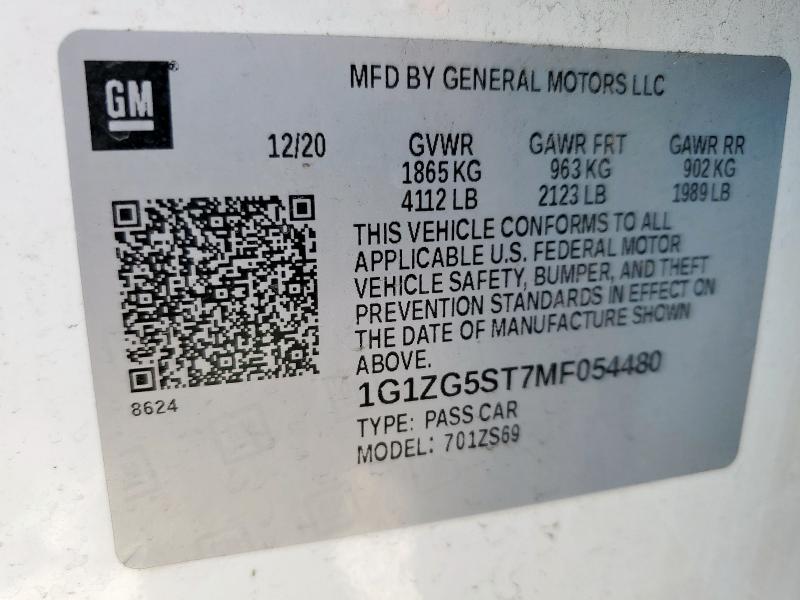 GM
MFD BY GENERAL MOTORS LLC
12/20 GVWR GAWR FRT GAWR RR
1865 KG 963 KG 902 KG
4112 LB 2123 LB 1989 LB
THIS VEHICLE CONFORMS TO ALL
APPLICABLE U.S. FEDERAL MOTOR
VEHICLE SAFETY, BUMPER, AND THEFT
PREVENTION STANDARDS IN EFFECT ON
THE DATE OF MANUFACTURE SHOWN
ABOVE.
8624
1G1ZG5ST7MF054480
TYPE: PASS CAR
MODEL: 701ZS69